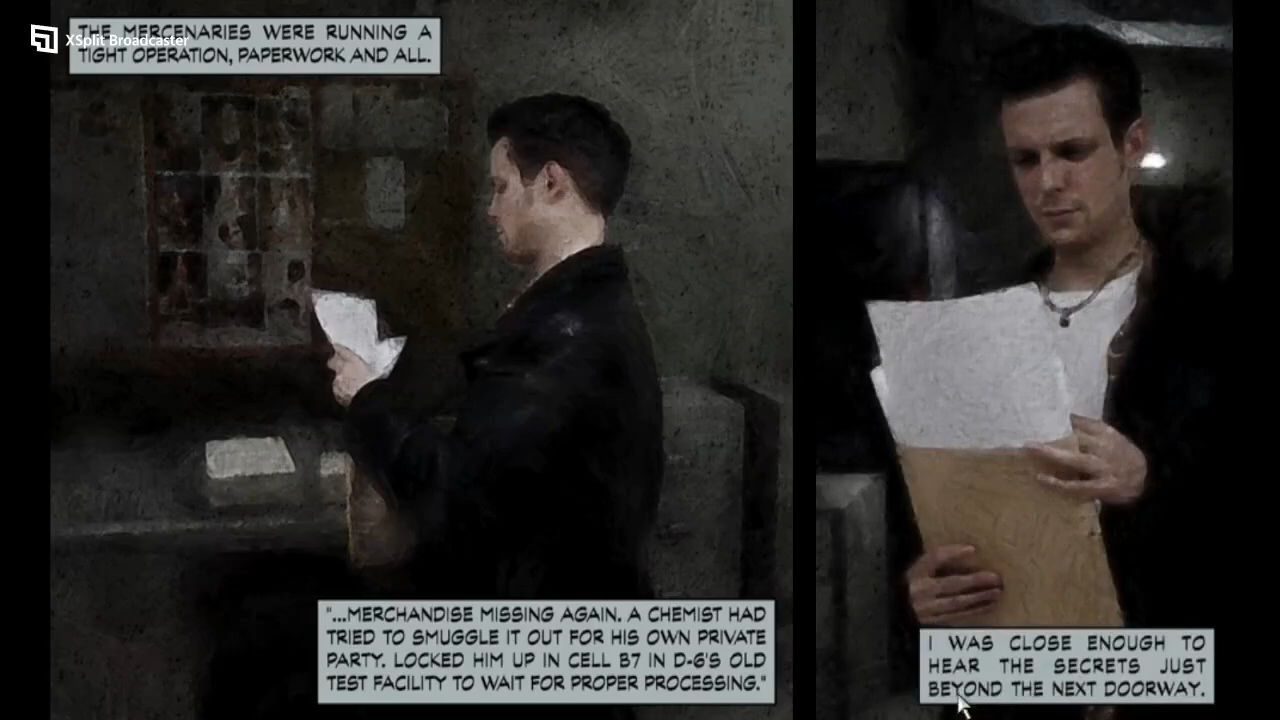 THE MERCENARIES WERE RUNNING A
TIGHT OPERATION, PAPERWORK AND ALL.
XSplit Broadcaster
"...MERCHANDISE MISSING AGAIN. A CHEMIST HAD
TRIED TO SMUGGLE IT OUT FOR HIS OWN PRIVATE
PARTY. LOCKED HIM UP IN CELL B7 IN D-6'S OLD
TEST FACILITY TO WAIT FOR PROPER PROCESSING."
I WAS CLOSE ENOUGH TO
HEAR THE SECRETS JUST
BEYOND THE NEXT DOORWAY.